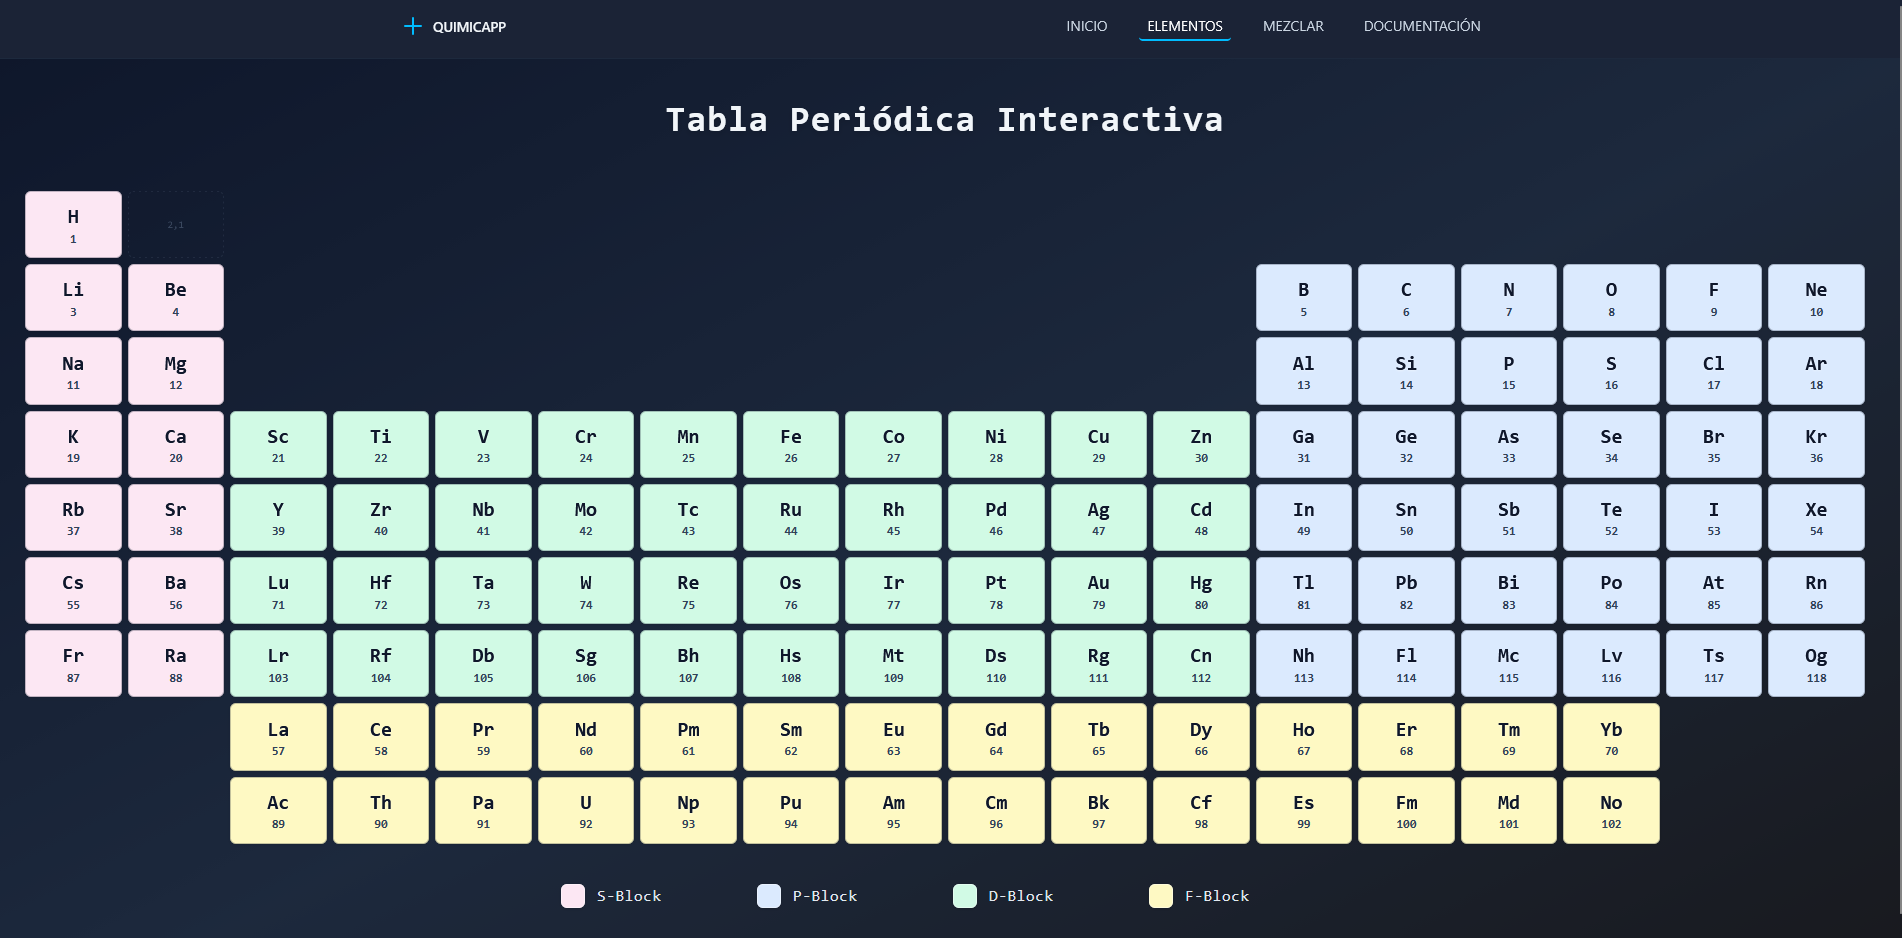 QUIMICAPP INICIO ELEMENTOS MEZCLAR DOCUMENTACIÓN
Tabla Periódica Interactiva
H
1
2,1
Li Be B C N O F Ne
3 4 5 6 7 8 9 10
Na Mg Al Si P S Cl Ar
11 12 13 14 15 16 17 18
K Ca Sc Ti V Cr Mn Fe Co Ni Cu Zn Ga Ge As Se Br Kr
19 20 21 22 23 24 25 26 27 28 29 30 31 32 33 34 35 36
Rb Sr Y Zr Nb Mo Tc Ru Rh Pd Ag Cd In Sn Sb Te I Xe
37 38 39 40 41 42 43 44 45 46 47 48 49 50 51 52 53 54
Cs Ba Lu Hf Ta W Re Os Ir Pt Au Hg Tl Pb Bi Po At Rn
55 56 71 72 73 74 75 76 77 78 79 80 81 82 83 84 85 86
Fr Ra Lr Rf Db Sg Bh Hs Mt Ds Rg Cn Nh Fl Mc Lv Ts Og
87 88 103 104 105 106 107 108 109 110 111 112 113 114 115 116 117 118
La Ce Pr Nd Pm Sm Eu Gd Tb Dy Ho Er Tm Yb
57 58 59 60 61 62 63 64 65 66 67 68 69 70
Ac Th Pa U Np Pu Am Cm Bk Cf Es Fm Md No
89 90 91 92 93 94 95 96 97 98 99 100 101 102
S-Block P-Block D-Block F-Block